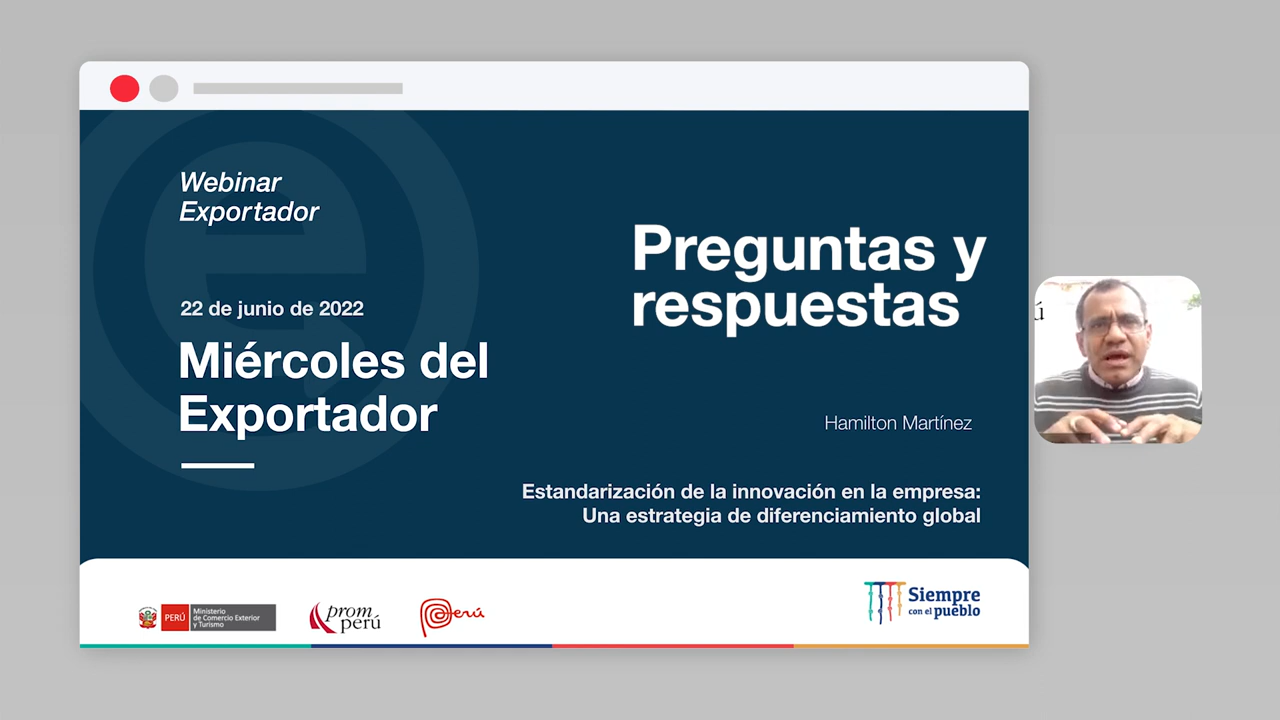 Webinar
Exportador
22 de junio de 2022
Miércoles del
Exportador
Preguntas y
respuestas
Hamilton Martínez
Estandarización de la innovación en la empresa:
Una estrategia de diferenciamiento global
PERÚ
Ministerio
de Comercio Exterior
y Turismo
prom
perú
Perú
Siempre
con el pueblo
ú